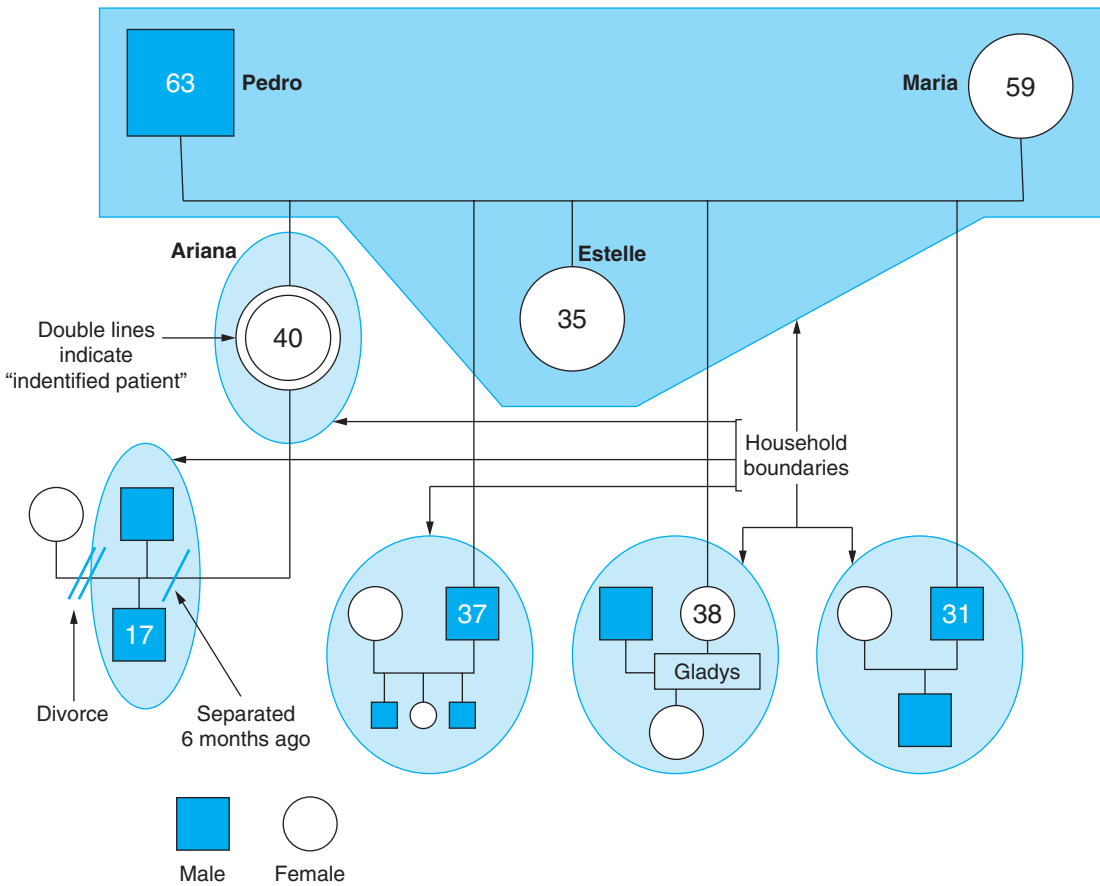 63
Pedro
Maria
59
Ariana
Estelle
Double lines
indicate
“indentified patient”
40
35
Household
boundaries
17
37
38
31
Gladys
Divorce
Separated
6 months ago
Male
Female